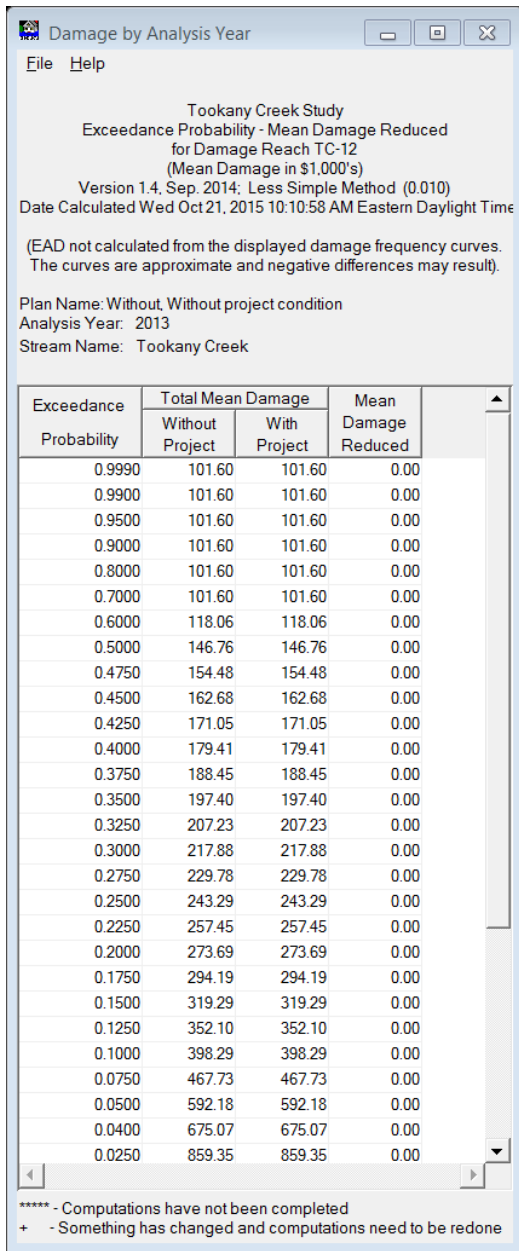 Damage by Analysis Year
File Help
Tookany Creek Study
Exceedance Probability - Mean Damage Reduced
for Damage Reach TC-12
(Mean Damage in $1,000's)
Version 1.4, Sep. 2014; Less Simple Method (0.010)
Date Calculated Wed Oct 21, 2015 10:10:58 AM Eastern Daylight Time
(EAD not calculated from the displayed damage frequency curves.
The curves are approximate and negative differences may result).
Plan Name: Without, Without project condition
Analysis Year: 2013
Stream Name: Tookany Creek
Exceedance Probability Total Mean Damage Mean Damage Reduced
Without Project With Project
0.9990 101.60 101.60 0.00
0.9900 101.60 101.60 0.00
0.9500 101.60 101.60 0.00
0.9000 101.60 101.60 0.00
0.8000 101.60 101.60 0.00
0.7000 101.60 101.60 0.00
0.6000 118.06 118.06 0.00
0.5000 146.76 146.76 0.00
0.4750 154.48 154.48 0.00
0.4500 162.68 162.68 0.00
0.4250 171.05 171.05 0.00
0.4000 179.41 179.41 0.00
0.3750 188.45 188.45 0.00
0.3500 197.40 197.40 0.00
0.3250 207.23 207.23 0.00
0.3000 217.88 217.88 0.00
0.2750 229.78 229.78 0.00
0.2500 243.29 243.29 0.00
0.2250 257.45 257.45 0.00
0.2000 273.69 273.69 0.00
0.1750 294.19 294.19 0.00
0.1500 319.29 319.29 0.00
0.1250 352.10 352.10 0.00
0.1000 398.29 398.29 0.00
0.0750 467.73 467.73 0.00
0.0500 592.18 592.18 0.00
0.0400 675.07 675.07 0.00
0.0250 859.35 859.35 0.00
***** - Computations have not been completed
+ - Something has changed and computations need to be redone